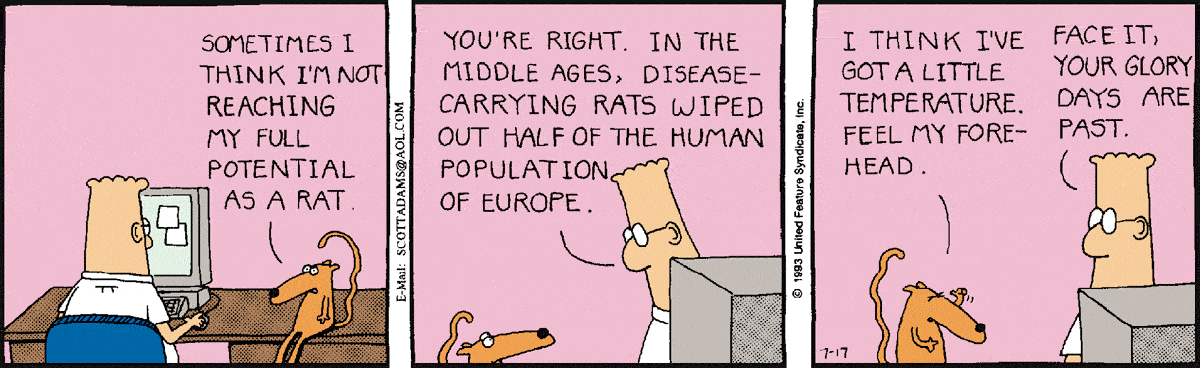 SOMETIMES I
THINK I'M NOT
REACHING
MY FULL
POTENTIAL
AS A RAT.
E-Mail: SCOTTADAMS@AOL.COM
YOU'RE RIGHT. IN THE
MIDDLE AGES, DISEASE-
CARRYING RATS WIPED
OUT HALF OF THE HUMAN
POPULATION
OF EUROPE.
© 1993 United Feature Syndicate, Inc.
I THINK I'VE
GOT A LITTLE
TEMPERATURE.
FEEL MY FORE-
HEAD.
FACE IT,
YOUR GLORY
DAYS ARE
PAST.
7-17